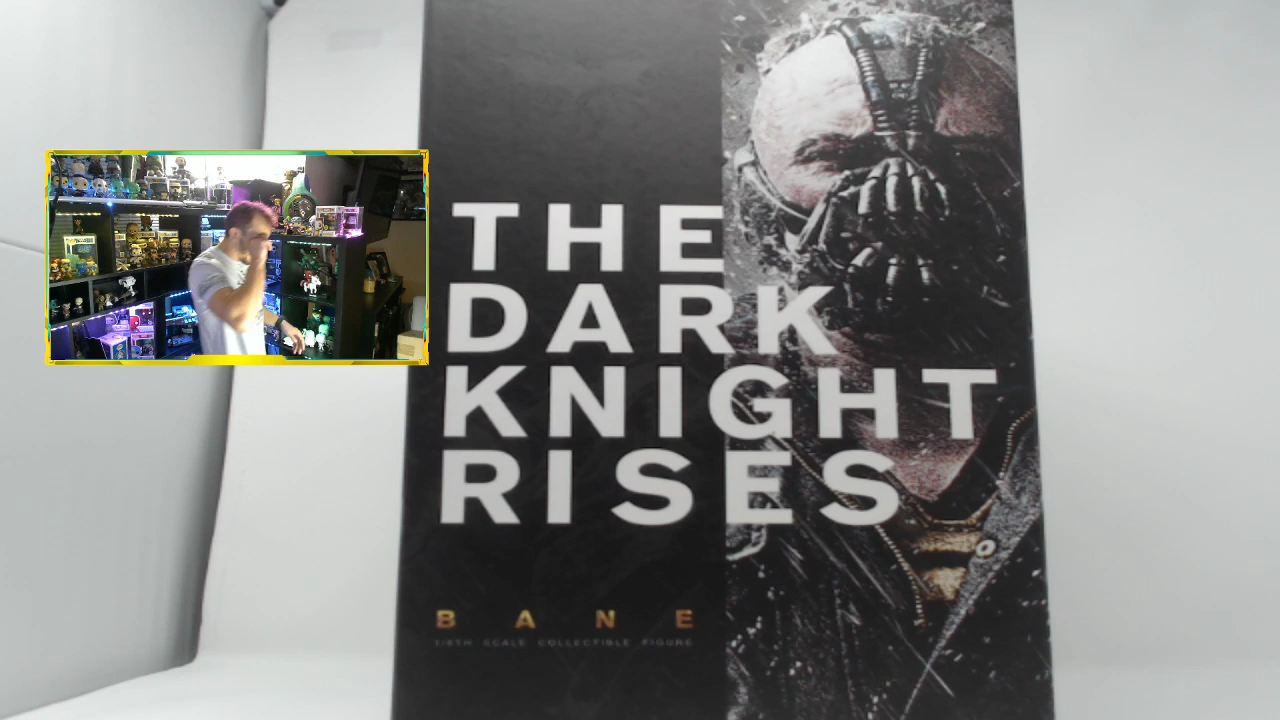 THE
DARK
KNIGHT
RISES
BANE
1/6TH SCALE COLLECTIBLE FIGURE